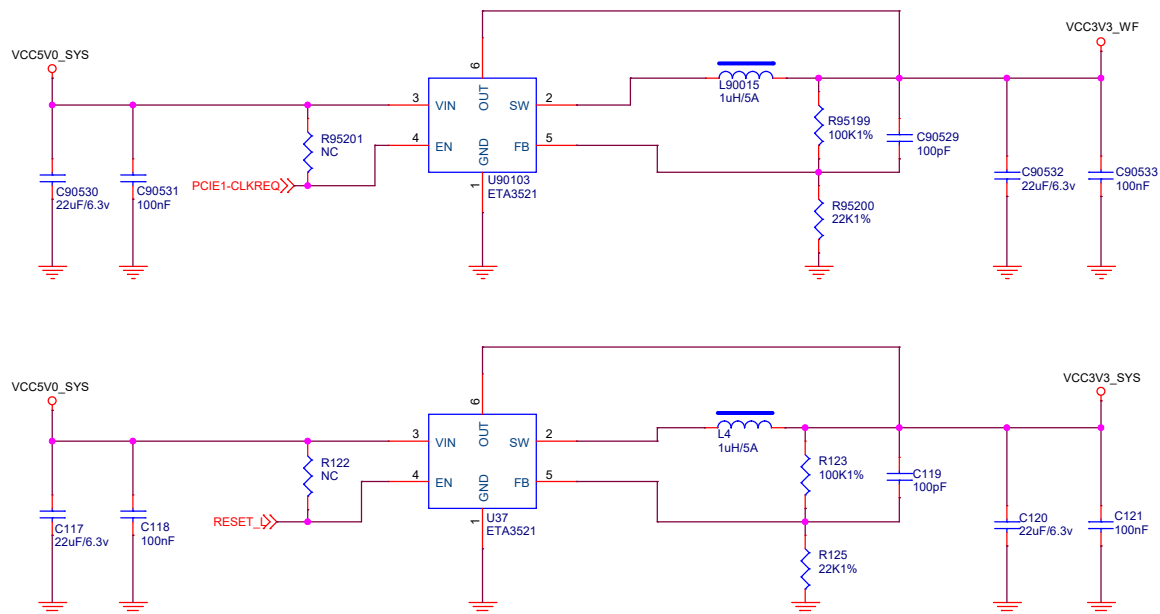 VCC5V0_SYS
VCC3V3_WF
6
OUT
3
VIN
SW
2
4
EN
FB
5
GND
1
U90103
ETA3521
L90015
1uH/5A
R95201
NC
PCIE1-CLKREQ
R95199
100K1%
C90529
100pF
C90530
22uF/6.3v
C90531
100nF
R95200
22K1%
C90532
22uF/6.3v
C90533
100nF
VCC5V0_SYS
VCC3V3_SYS
6
OUT
3
VIN
SW
2
4
EN
FB
5
GND
1
U37
ETA3521
L4
1uH/5A
R122
NC
RESET_L
R123
100K1%
C119
100pF
C117
22uF/6.3v
C118
100nF
R125
22K1%
C120
22uF/6.3v
C121
100nF